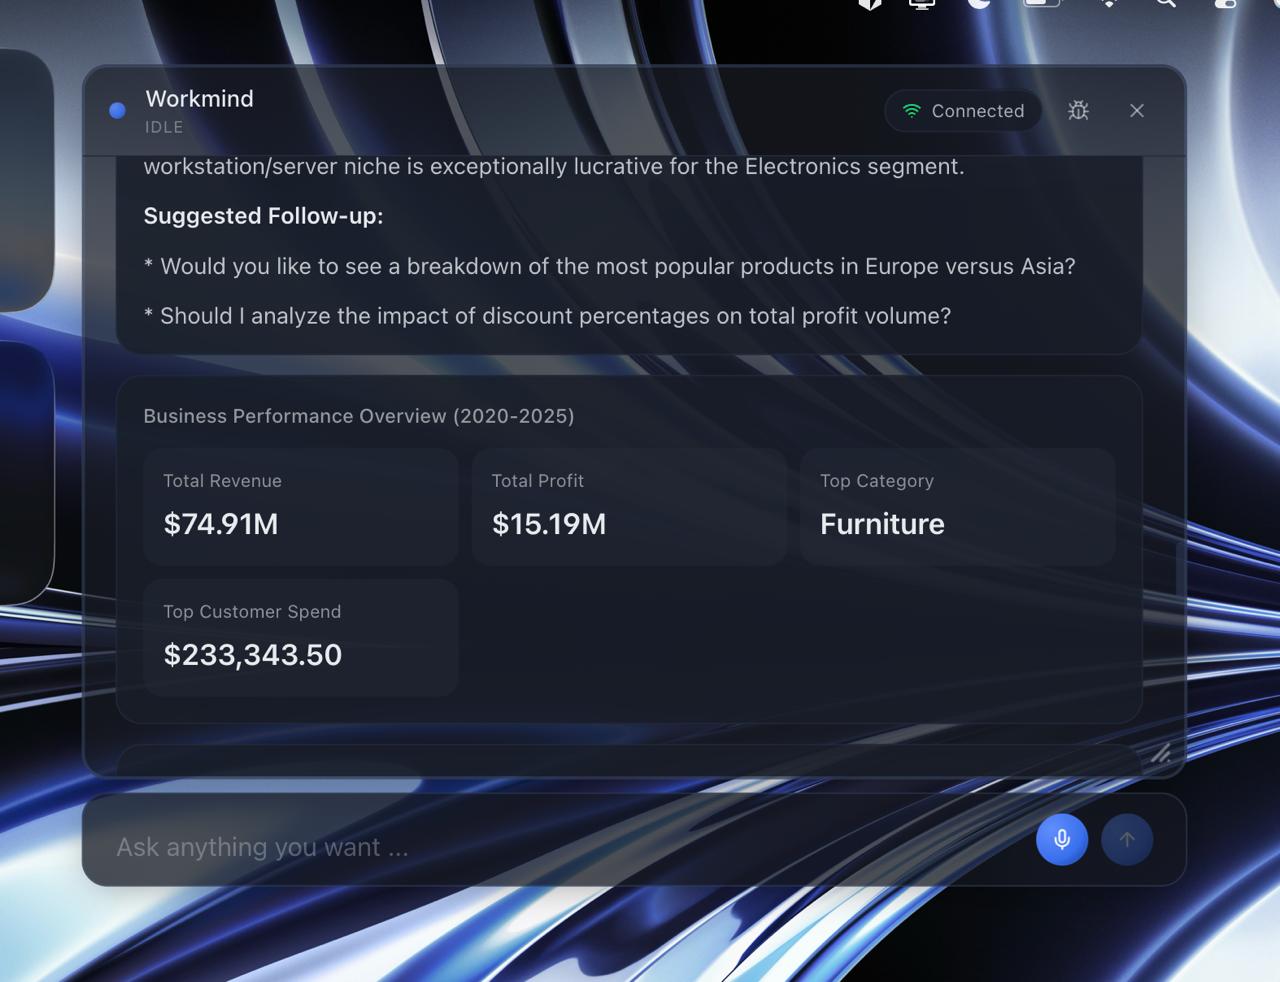 Workmind
IDLE
Connected
workstation/server niche is exceptionally lucrative for the Electronics segment.
Suggested Follow-up:
* Would you like to see a breakdown of the most popular products in Europe versus Asia?
* Should I analyze the impact of discount percentages on total profit volume?
Business Performance Overview (2020-2025)
Total Revenue
$74.91M
Total Profit
$15.19M
Top Category
Furniture
Top Customer Spend
$233,343.50
Ask anything you want ...